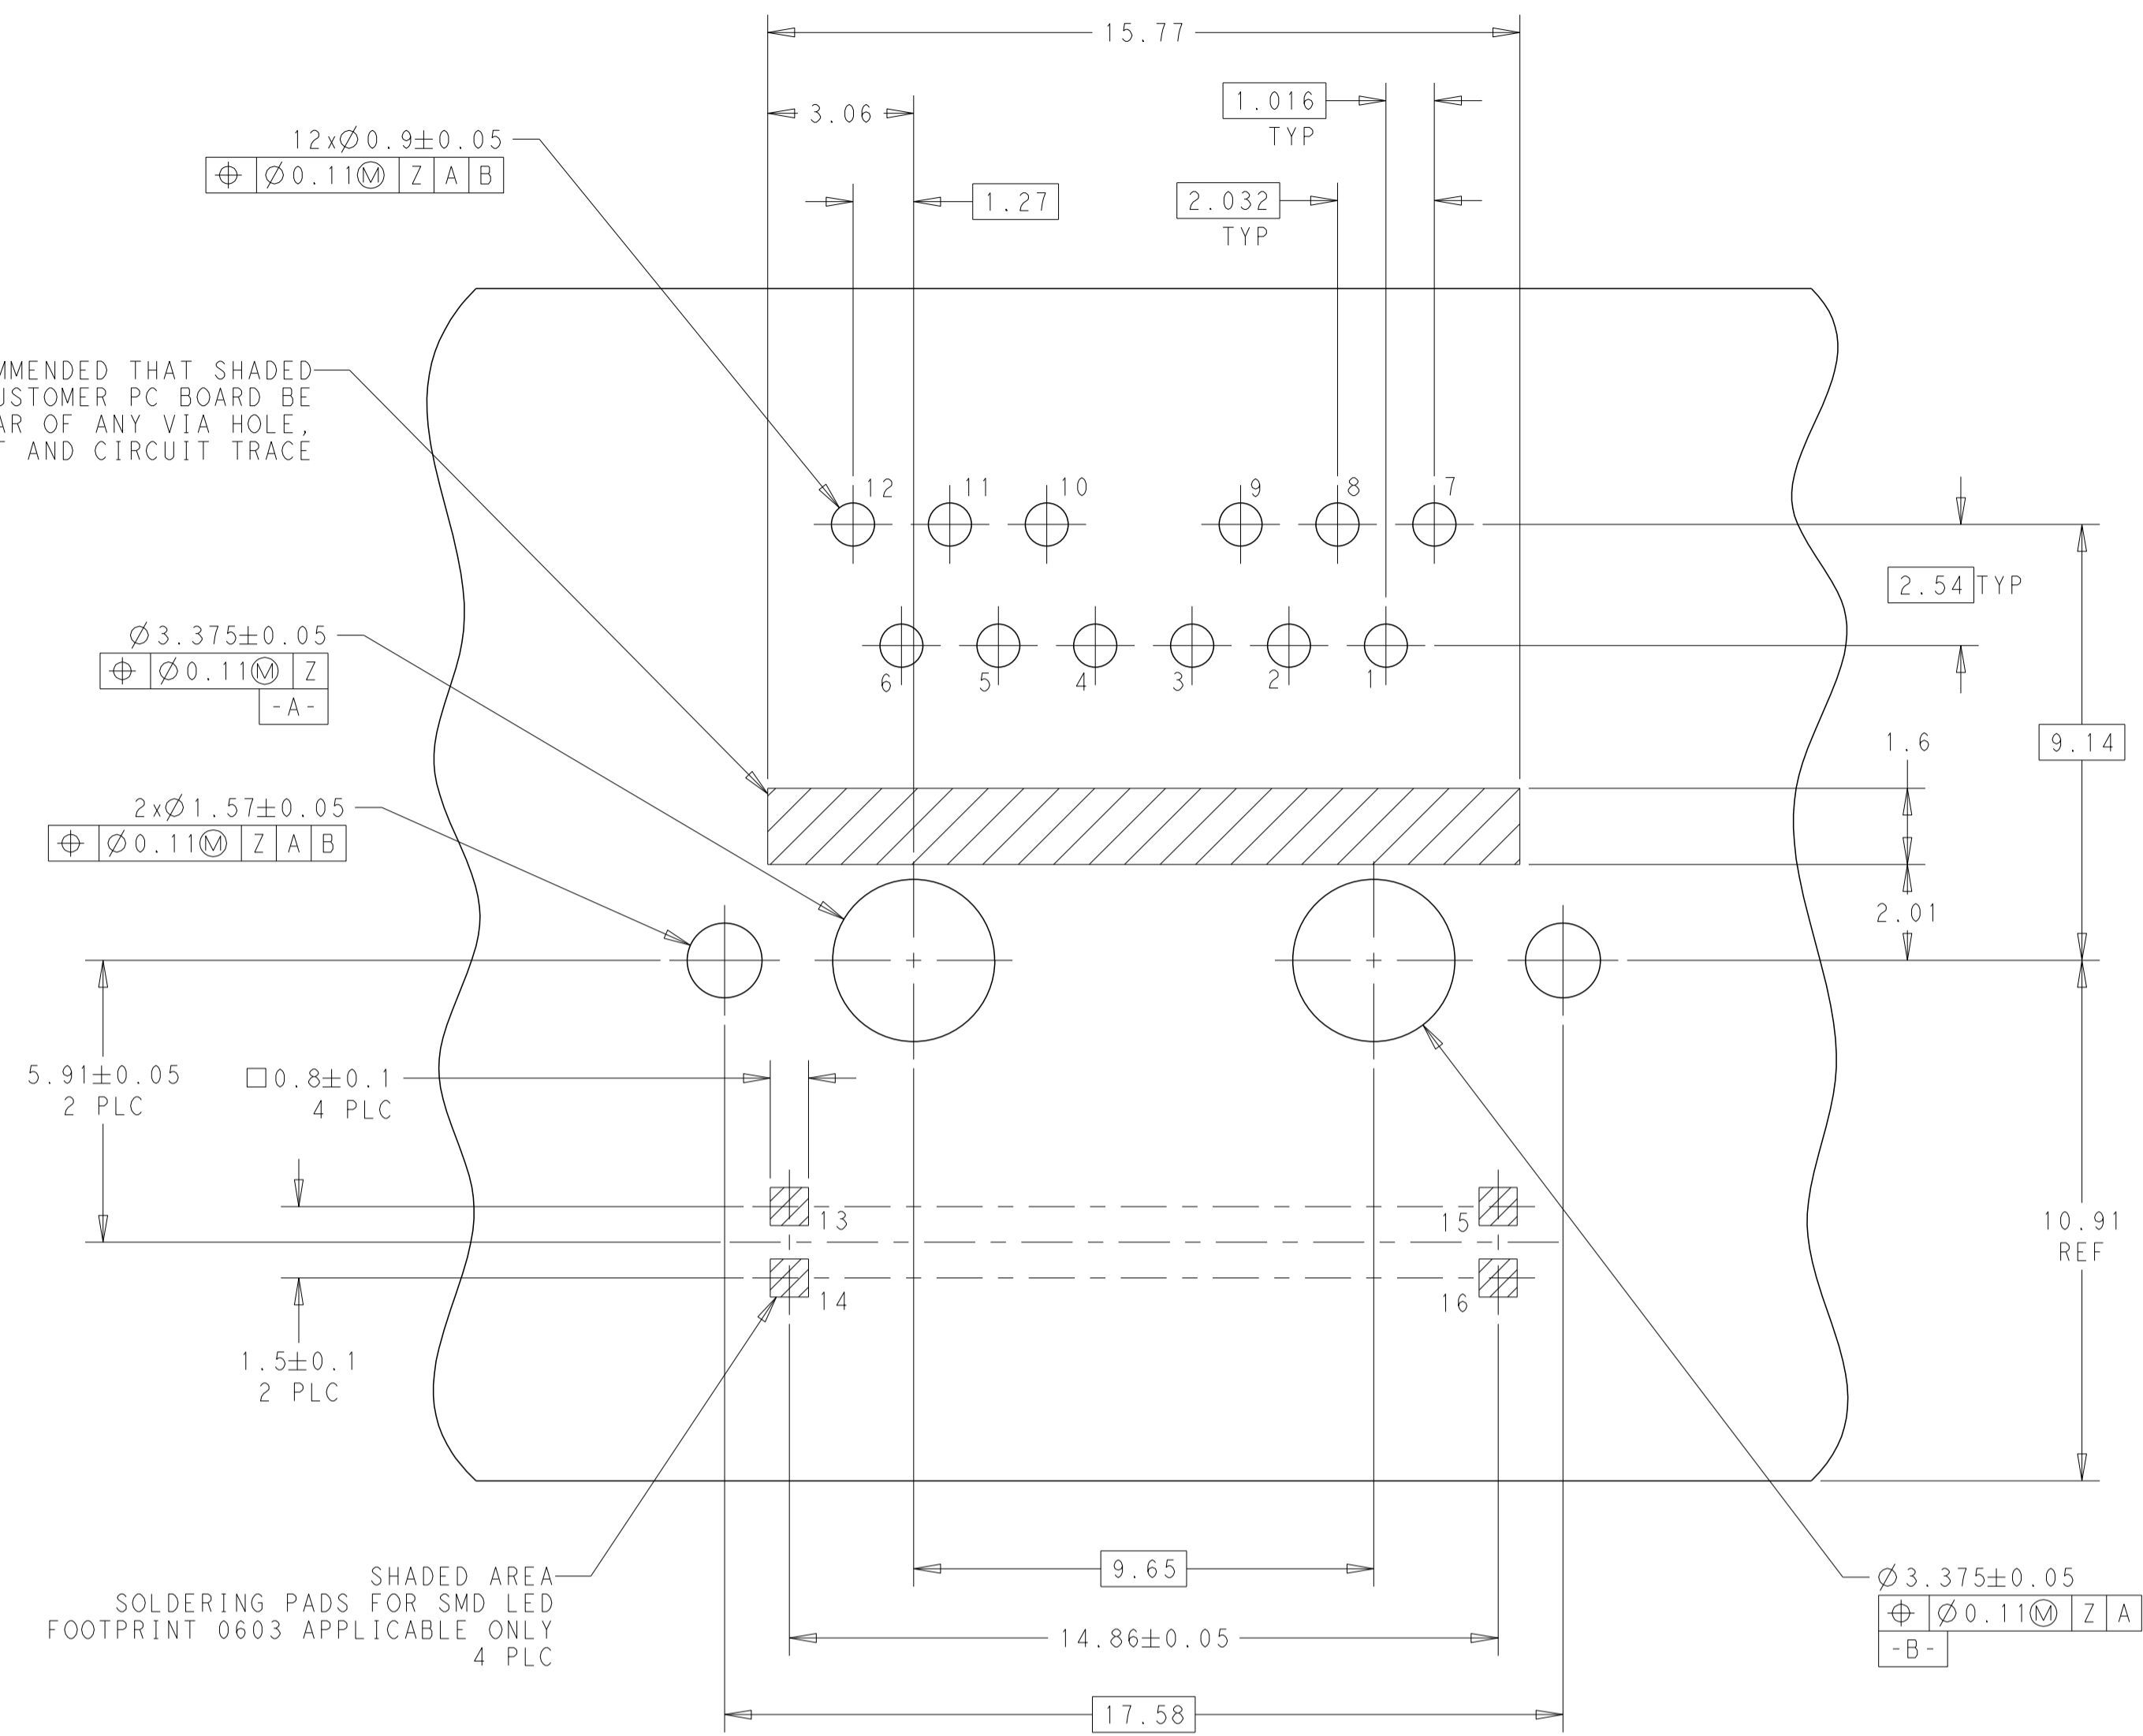 15.77
3.06
1.016
TYP
12xØ0.9±0.05
⌖ Ø0.11Ⓜ Z A B
1.27
2.032
TYP
THAT SHADED
PC BOARD BE
OF ANY VIA HOLE,
AND CIRCUIT TRACE
12
11
10
9
8
7
2.54 TYP
6
5
4
3
2
1
Ø3.375±0.05
⌖ Ø0.11Ⓜ Z
-A-
1.6
9.14
2xØ1.57±0.05
⌖ Ø0.11Ⓜ Z A B
2.01
5.91±0.05
2 PLC
□0.8±0.1
4 PLC
13
15
14
16
10.91
REF
1.5±0.1
2 PLC
SHADED AREA
SOLDERING PADS FOR SMD LED
FOOTPRINT 0603 APPLICABLE ONLY
4 PLC
9.65
14.86±0.05
17.58
Ø3.375±0.05
⌖ Ø0.11Ⓜ Z A
-B-